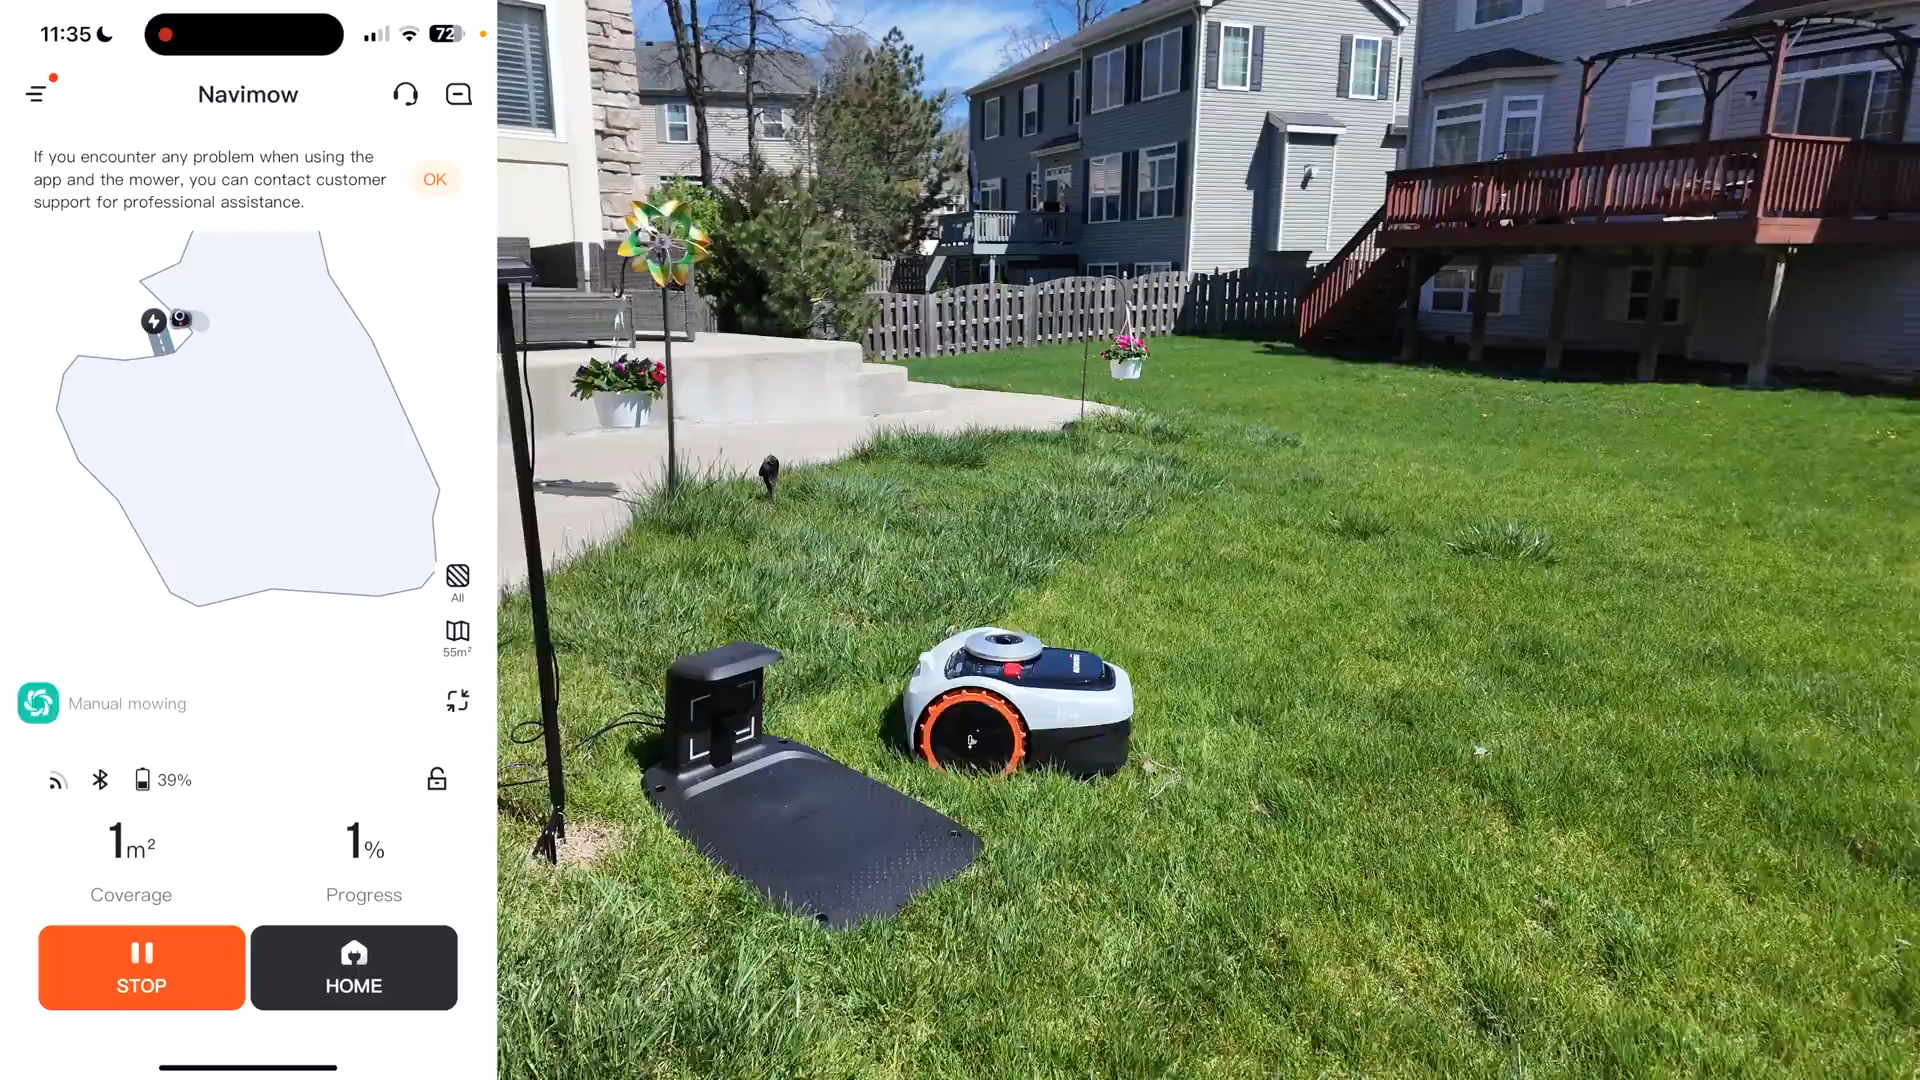 11:35
72
Navimow
If you encounter any problem when using the
app and the mower, you can contact customer
support for professional assistance.
OK
All
55m²
Manual mowing
39%
1m²
1%
Coverage
Progress
STOP
HOME